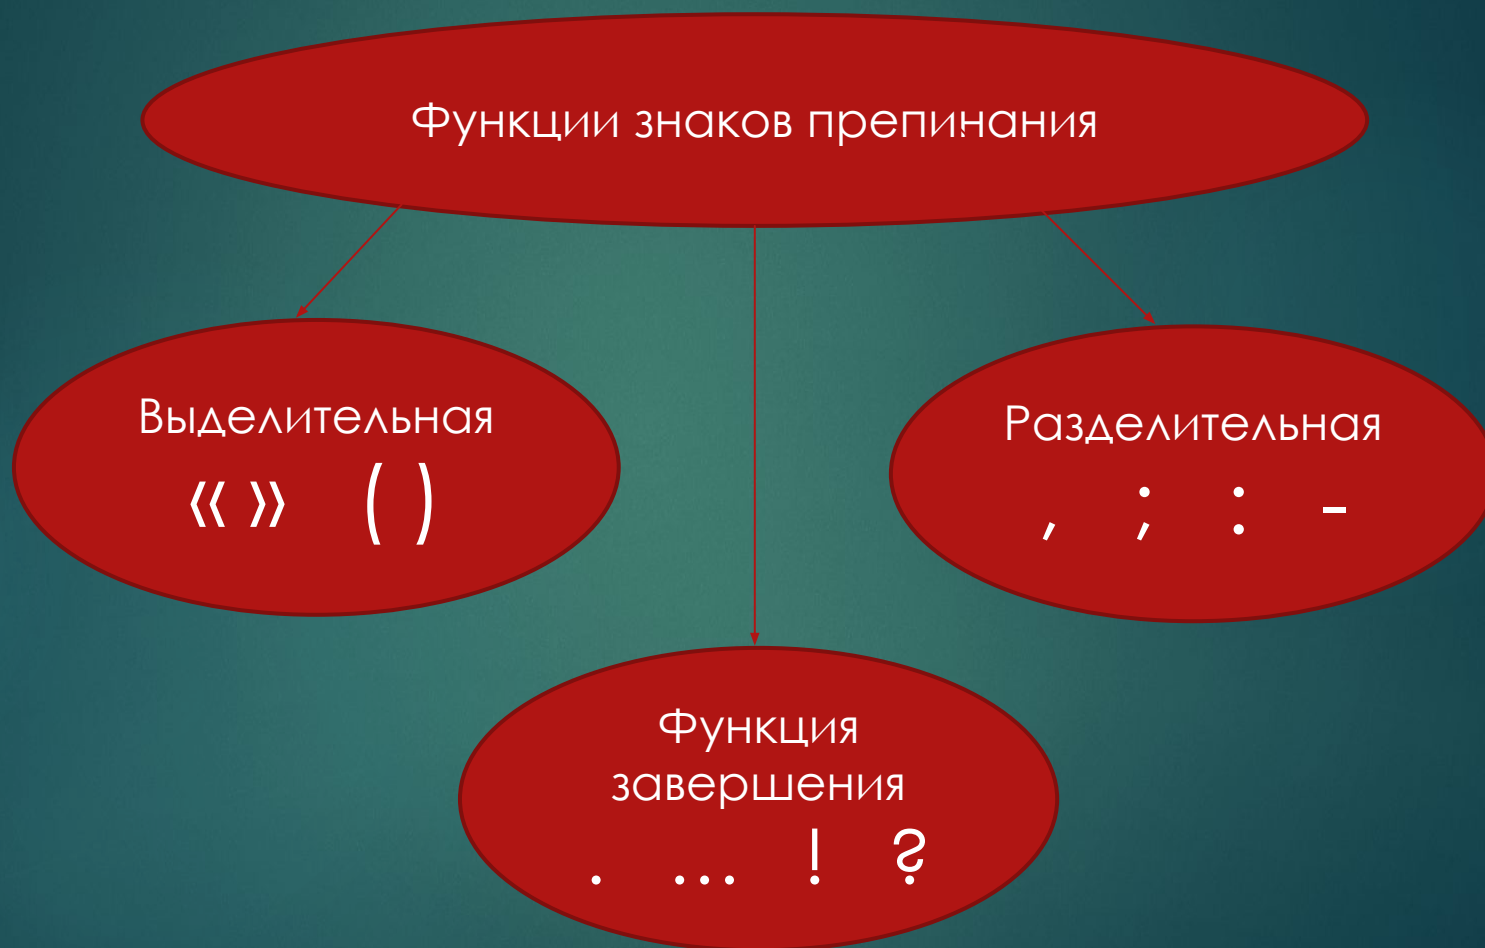 Функции знаков препинания
Выделительная
« » ( )
Разделительная
, ; : -
Функция
завершения
. ... ! ?